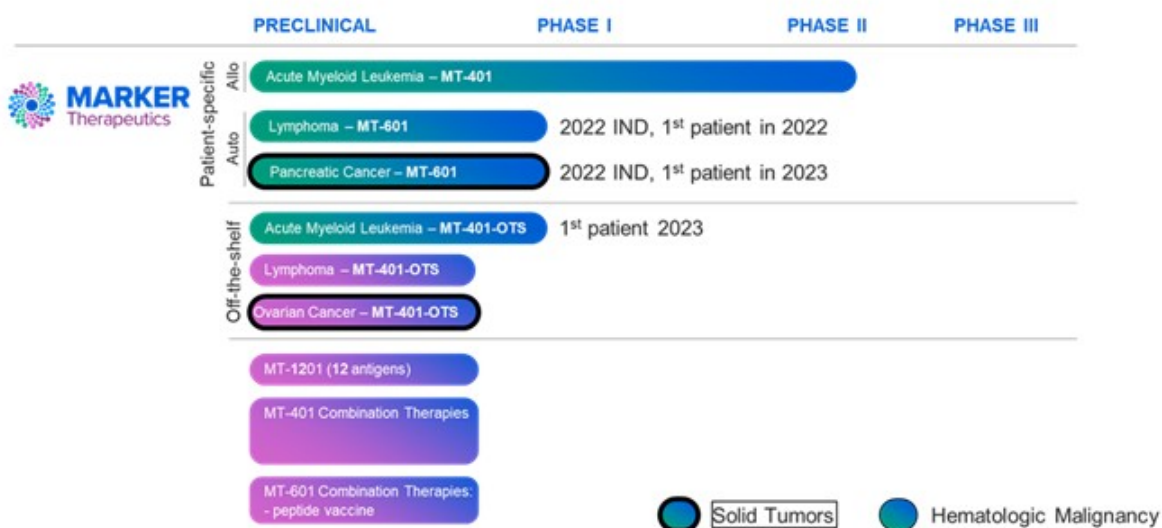 PRECLINICAL PHASE I PHASE II PHASE III
MARKER
Therapeutics
Patient-specific
Allo
Acute Myeloid Leukemia – MT-401
Auto
Lymphoma – MT-601 2022 IND, 1st patient in 2022
Pancreatic Cancer – MT-601 2022 IND, 1st patient in 2023
Off-the-shelf
Acute Myeloid Leukemia – MT-401-OTS 1st patient 2023
Lymphoma – MT-401-OTS
Ovarian Cancer – MT-401-OTS
MT-1201 (12 antigens)
MT-401 Combination Therapies
MT-601 Combination Therapies:
- peptide vaccine
Solid Tumors Hematologic Malignancy